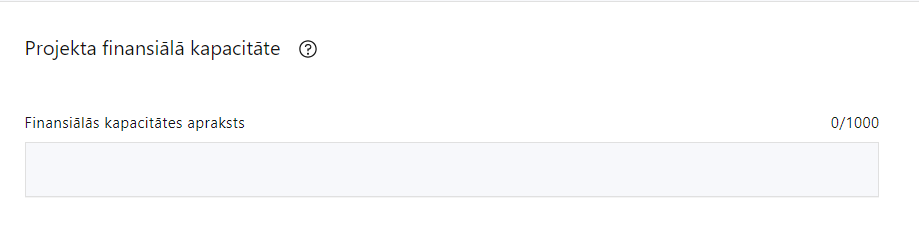 Projekta finansiālā kapacitāte ?
Finansiālās kapacitātes apraksts 0/1000